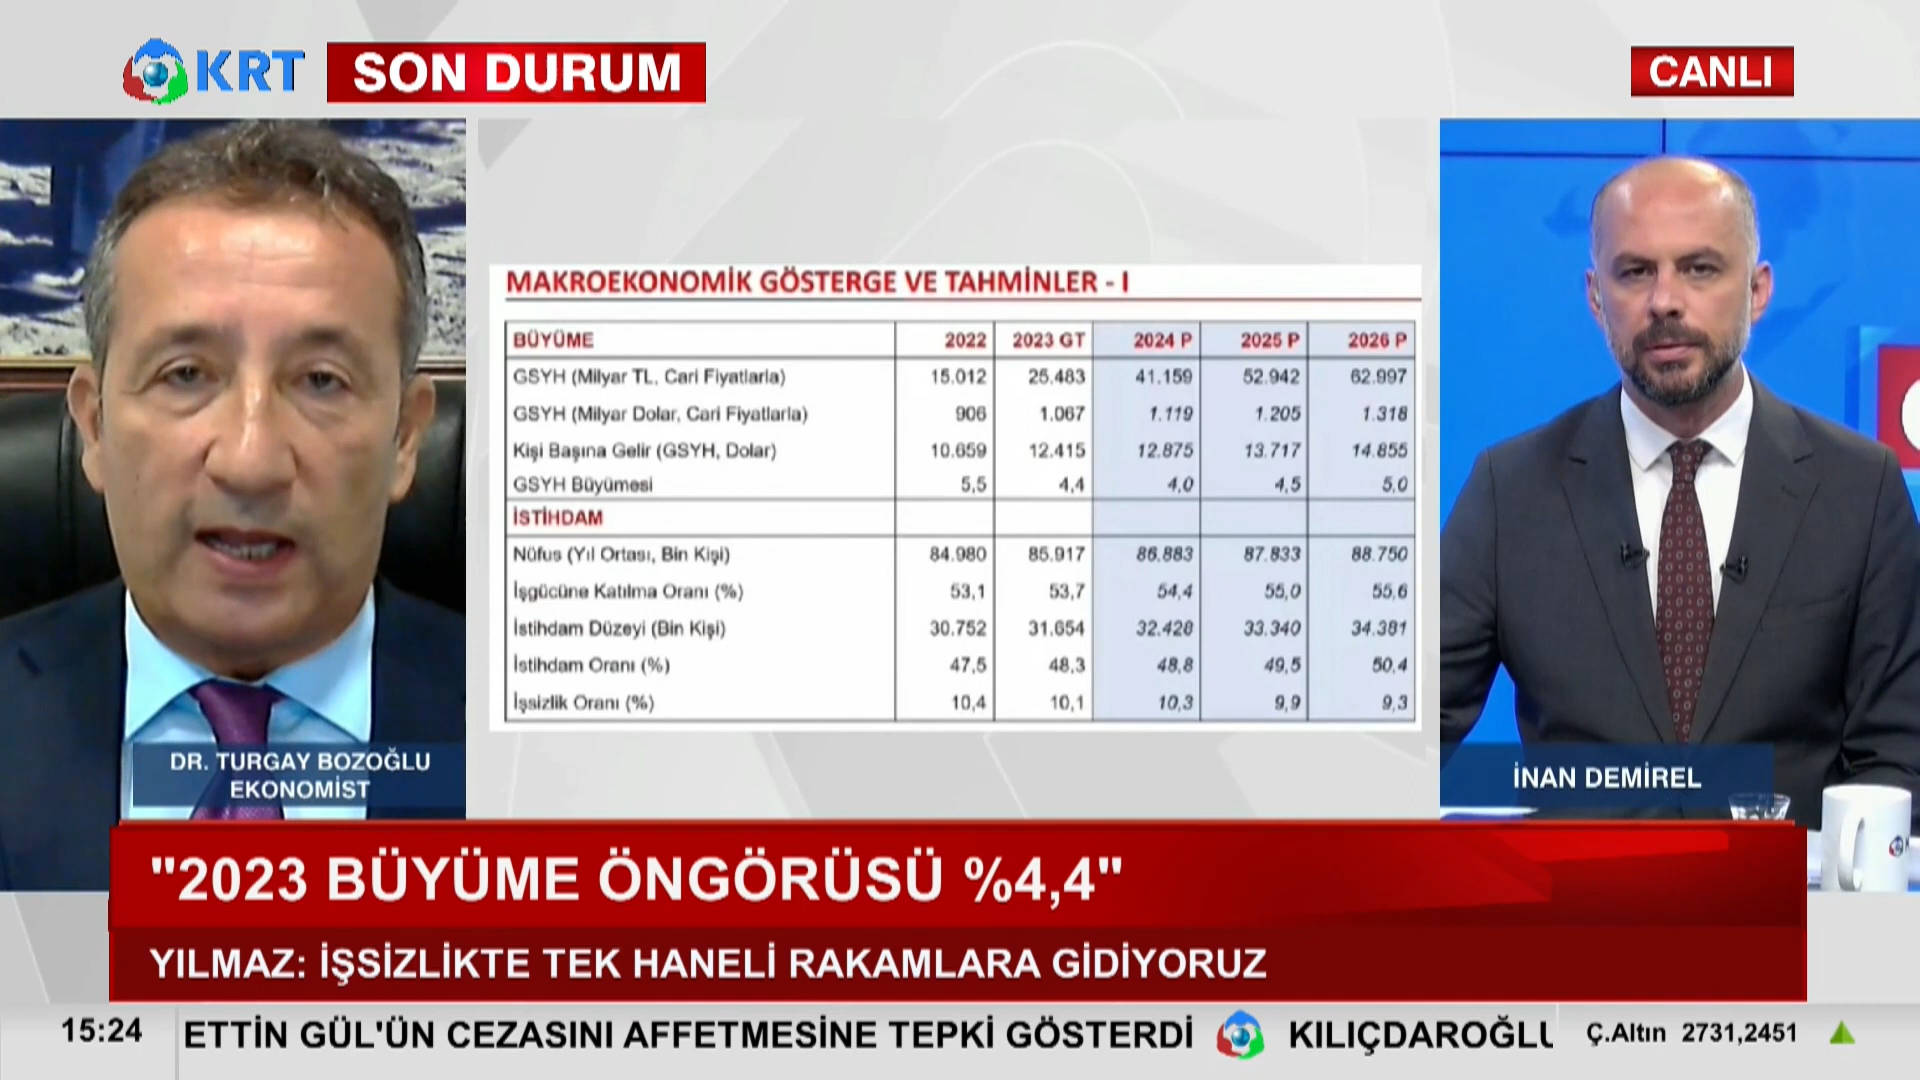 KRT SON DURUM
CANLI
MAKROEKONOMİK GÖSTERGE VE TAHMİNLER - I
BÜYÜME 2022 2023 GT 2024 P 2025 P 2026 P
GSYH (Milyar TL, Cari Fiyatlarla) 15.012 25.483 41.159 52.942 62.997
GSYH (Milyar Dolar, Cari Fiyatlarla) 906 1.067 1.119 1.205 1.318
Kişi Başına Gelir (GSYH, Dolar) 10.659 12.415 12.875 13.717 14.855
GSYH Büyümesi 5,5 4,4 4,0 4,5 5,0
İSTİHDAM
Nüfus (Yıl Ortası, Bin Kişi) 84.980 85.917 86.883 87.833 88.750
İşgücüne Katılma Oranı (%) 53,1 53,7 54,4 55,0 55,6
İstihdam Düzeyi (Bin Kişi) 30.752 31.654 32.428 33.340 34.381
İstihdam Oranı (%) 47,5 48,3 48,8 49,5 50,4
İşsizlik Oranı (%) 10,4 10,1 10,3 9,9 9,3
DR. TURGAY BOZOĞLU
EKONOMİST
İNAN DEMİREL
"2023 BÜYÜME ÖNGÖRÜSÜ %4,4"
YILMAZ: İŞSİZLİKTE TEK HANELİ RAKAMLARA GİDİYORUZ
15:24 ETTİN GÜL'ÜN CEZASINI AFFETMESİNE TEPKİ GÖSTERDİ KILIÇDAROĞLU Ç.Altın 2731,2451